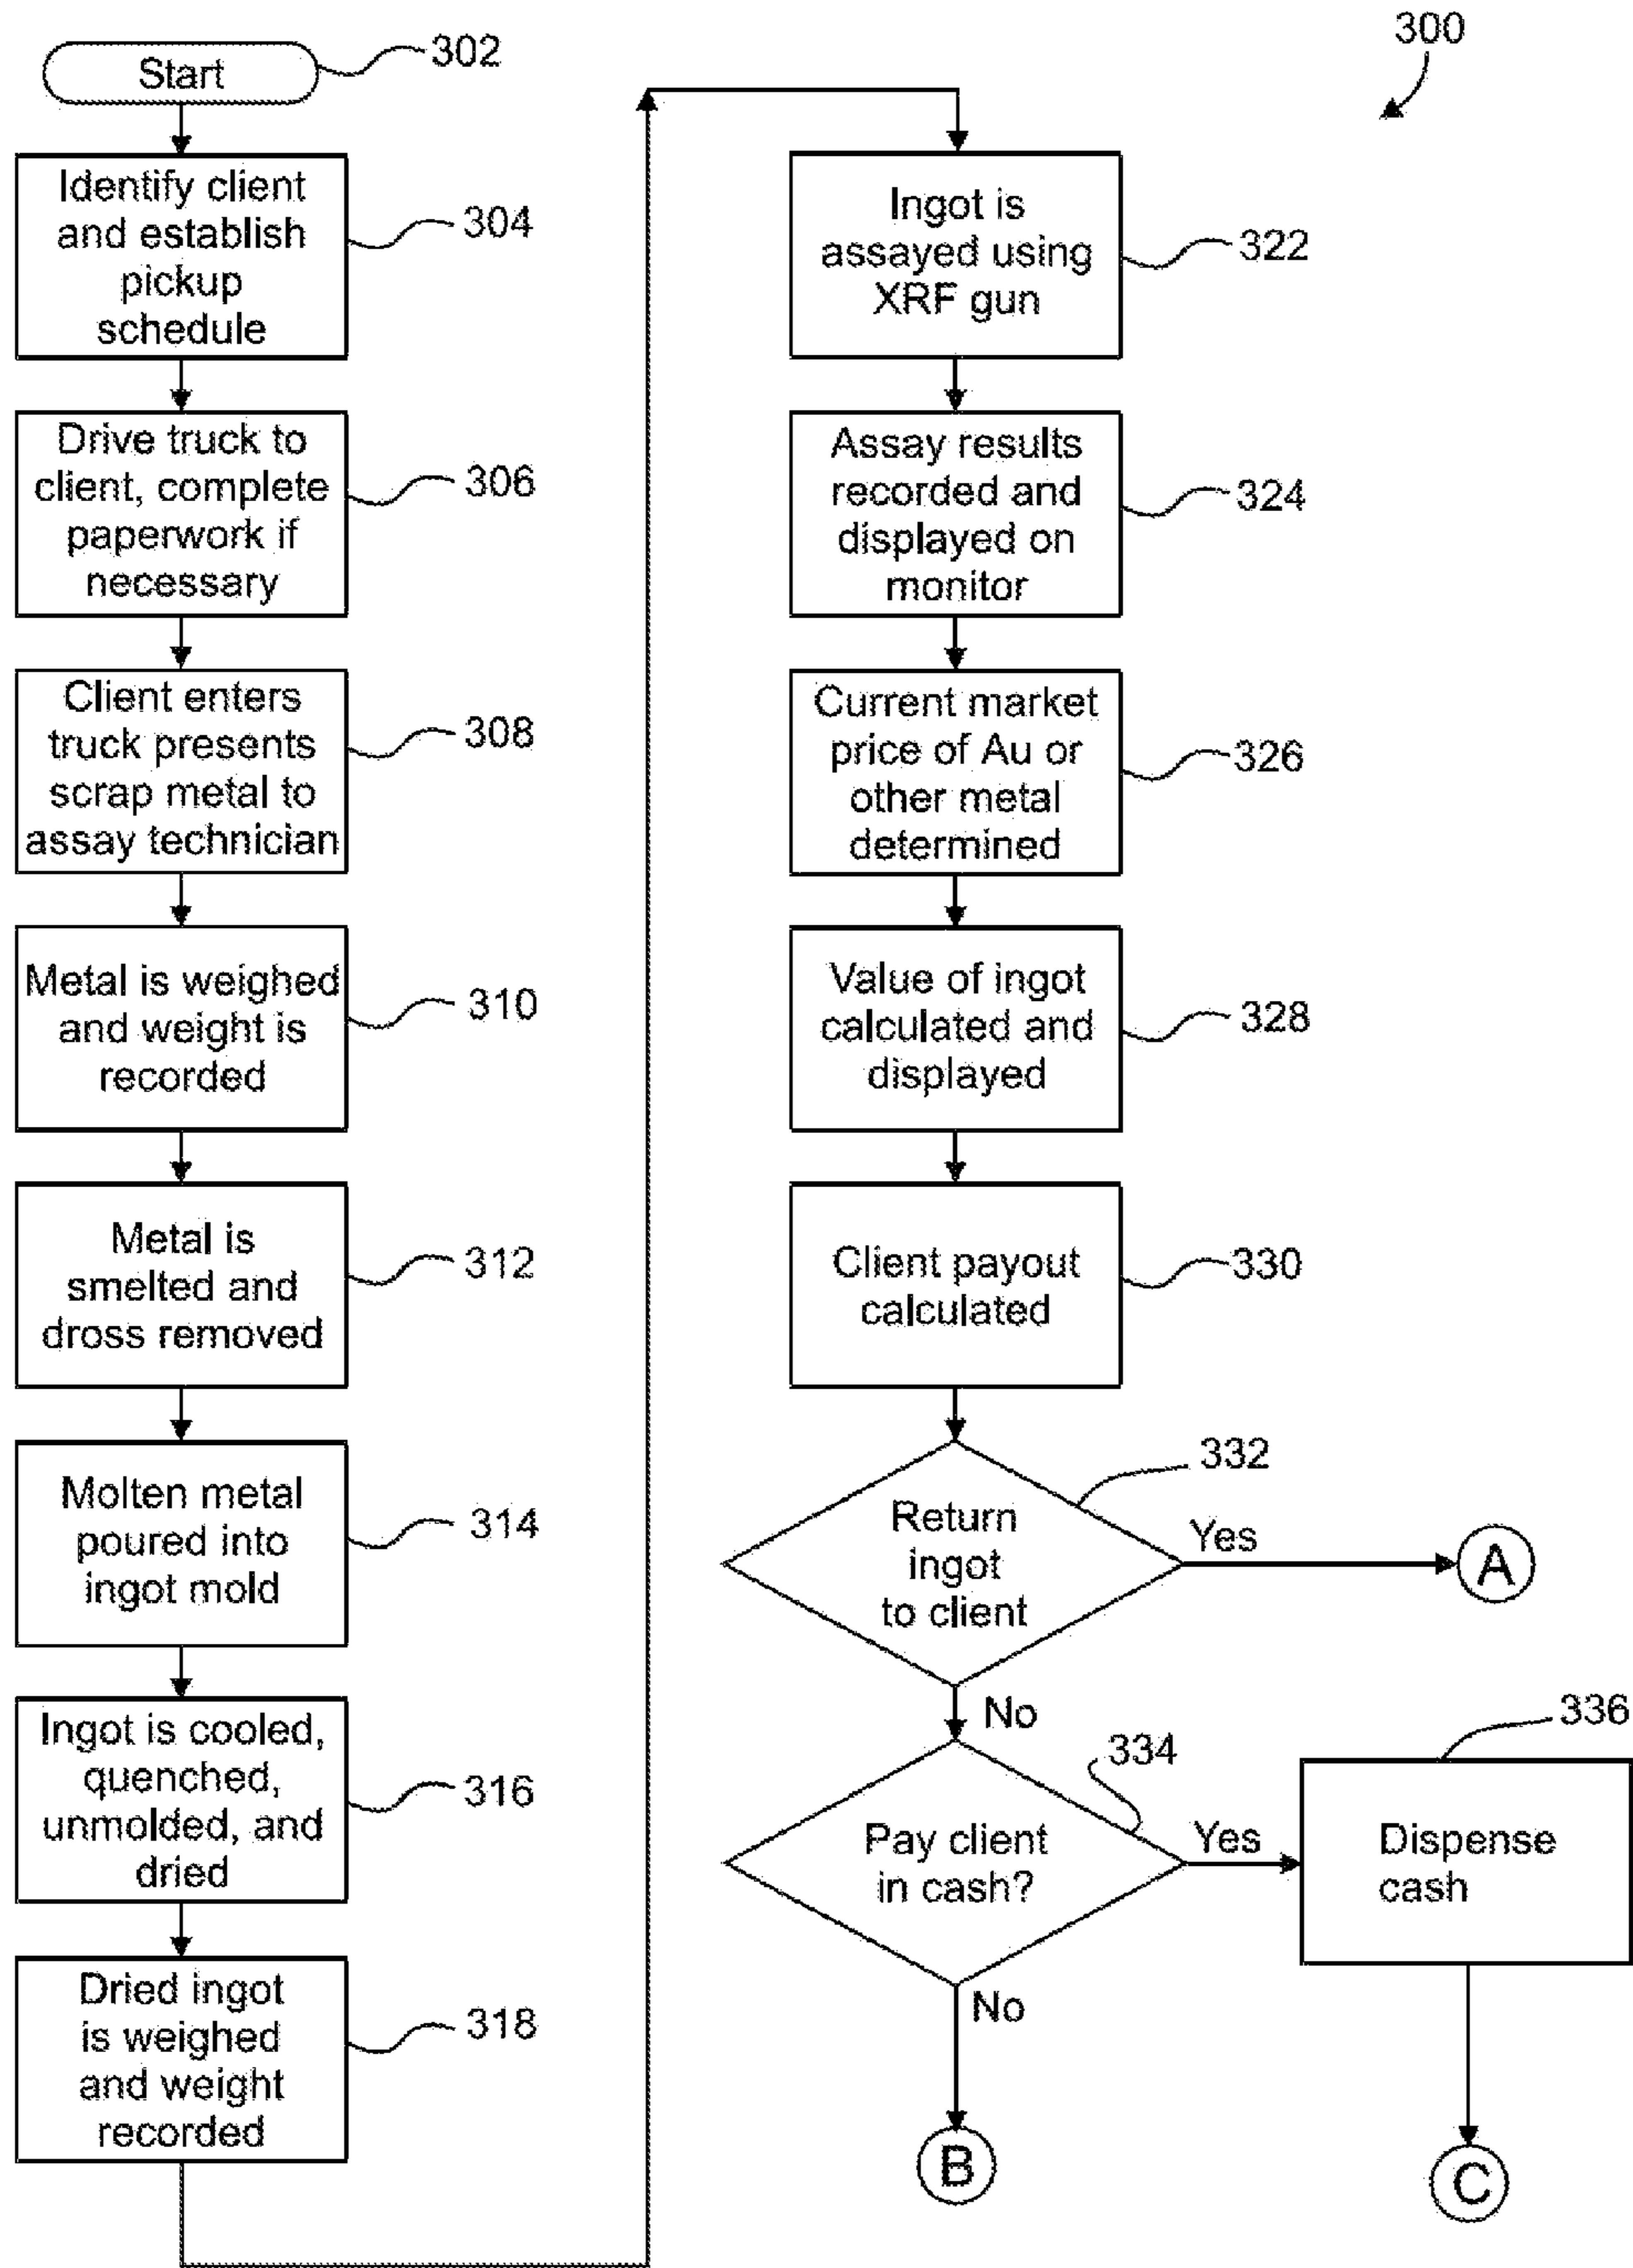 300
Start
302
Identify client
and establish
pickup
schedule
304
Drive truck to
client, complete
paperwork if
necessary
306
Client enters
truck presents
scrap metal to
assay technician
308
Metal is weighed
and weight is
recorded
310
Metal is
smelted and
dross removed
312
Molten metal
poured into
ingot mold
314
Ingot is cooled,
quenched,
unmolded, and
dried
316
Dried ingot
is weighed
and weight
recorded
318
Ingot is
assayed using
XRF gun
322
Assay results
recorded and
displayed on
monitor
324
Current market
price of Au or
other metal
determined
326
Value of ingot
calculated and
displayed
328
Client payout
calculated
330
332
Return
ingot
to client
Yes
A
No
334
Pay client
in cash?
Yes
336
Dispense
cash
No
B
C